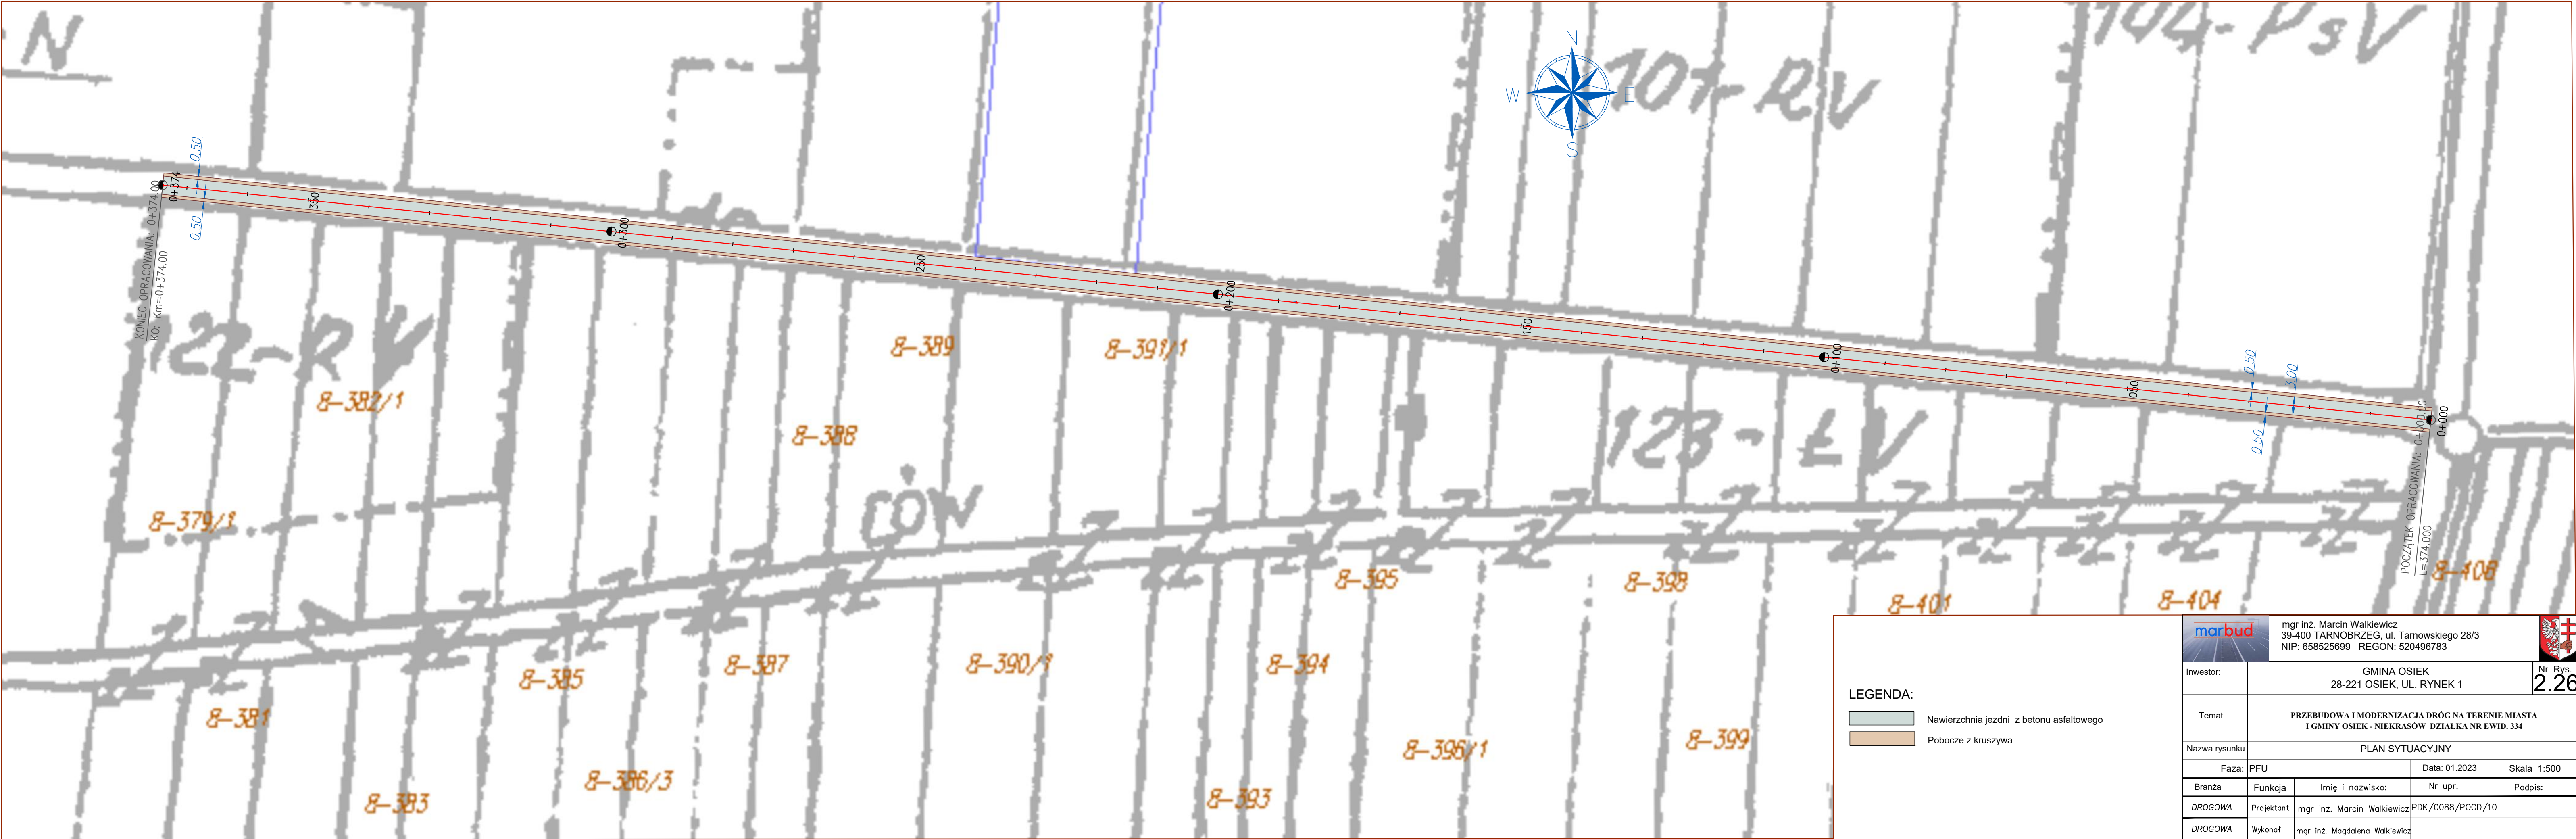 N
N
W
E
S
101-RV
104-PsV
0.50
0.50
0+374
KONIEC OPRACOWANIA: 0+374.00
KO: Km=0+374.00
350
0+300
250
0+200
150
0+100
050
0.50
3.00
0.50
0+000
POCZĄTEK OPRACOWANIA: 0+000.00
L=374.000
122-RV
123-ŁV
rów
8-389
8-391/1
8-382/1
8-388
8-379/1
8-395
8-398
8-401
8-404
8-408
8-385
8-387
8-390/1
8-394
8-381
8-396/1
8-399
8-386/3
8-383
8-393
LEGENDA:
Nawierzchnia jezdni z betonu asfaltowego
Pobocze z kruszywa
marbud
mgr inż. Marcin Walkiewicz
39-400 TARNOBRZEG, ul. Tarnowskiego 28/3
NIP: 658525699 REGON: 520496783
Inwestor:
GMINA OSIEK
28-221 OSIEK, UL. RYNEK 1
Nr Rys.
2.26
Temat
PRZEBUDOWA I MODERNIZACJA DRÓG NA TERENIE MIASTA
I GMINY OSIEK - NIEKRASÓW DZIAŁKA NR EWID. 334
Nazwa rysunku
PLAN SYTUACYJNY
Faza: PFU
Data: 01.2023
Skala 1:500
Branża
Funkcja
Imię i nazwisko:
Nr upr:
Podpis:
DROGOWA
Projektant
mgr inż. Marcin Walkiewicz
PDK/0088/POOD/10
DROGOWA
Wykonał
mgr inż. Magdalena Walkiewicz